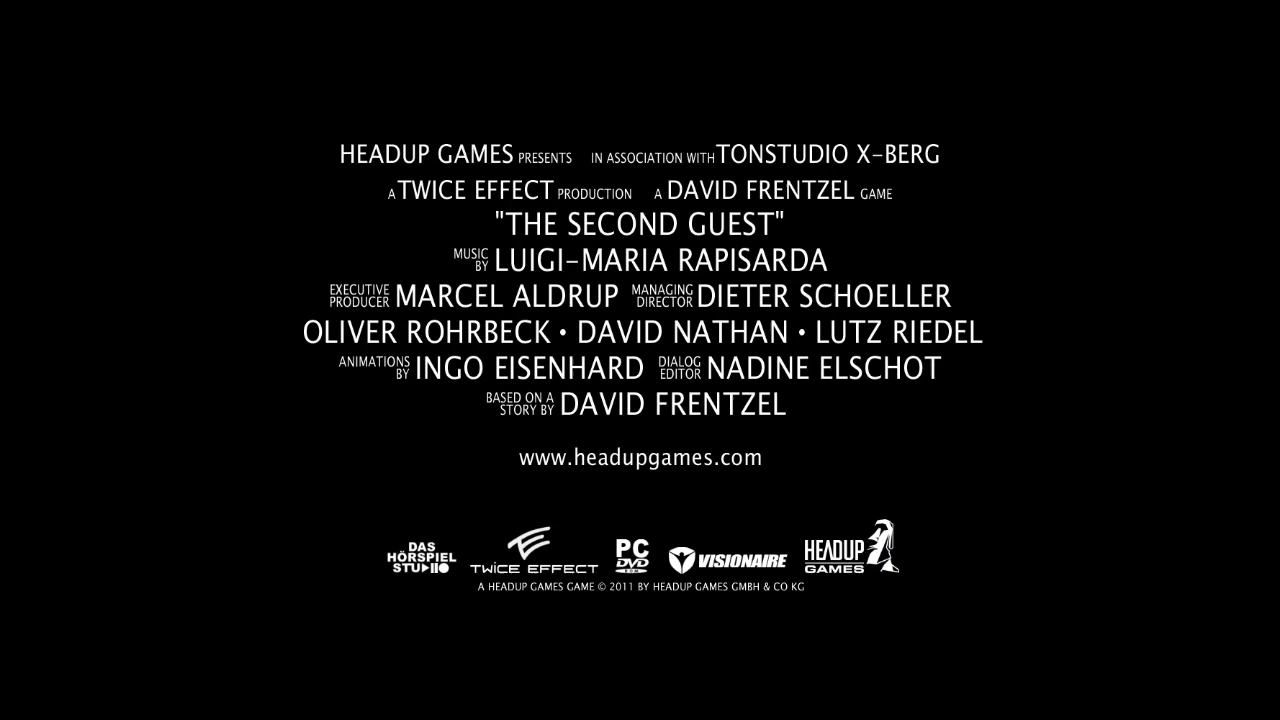 HEADUP GAMES PRESENTS IN ASSOCIATION WITH TONSTUDIO X-BERG
A TWICE EFFECT PRODUCTION A DAVID FRENTZEL GAME
"THE SECOND GUEST"
MUSIC BY LUIGI-MARIA RAPISARDA
EXECUTIVE PRODUCER MARCEL ALDRUP MANAGING DIRECTOR DIETER SCHOELLER
OLIVER ROHRBECK • DAVID NATHAN • LUTZ RIEDEL
ANIMATIONS BY INGO EISENHARD DIALOG EDITOR NADINE ELSCHOT
BASED ON A STORY BY DAVID FRENTZEL
www.headupgames.com
DAS HÖRSPIEL STUDIO
TWICE EFFECT
PC DVD ROM
VISIONAIRE
HEADUP GAMES
A HEADUP GAMES GAME © 2011 BY HEADUP GAMES GMBH & CO KG